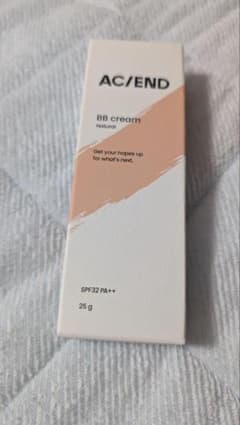 AC/END
BB cream
Natural
Get your hopes up
for what's next.
SPF32 PA++
25 g